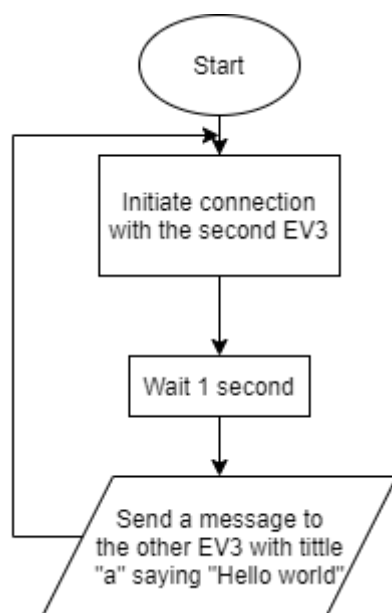 Start
Initiate connection
with the second EV3
Wait 1 second
Send a message to
the other EV3 with tittle
"a" saying "Hello world"